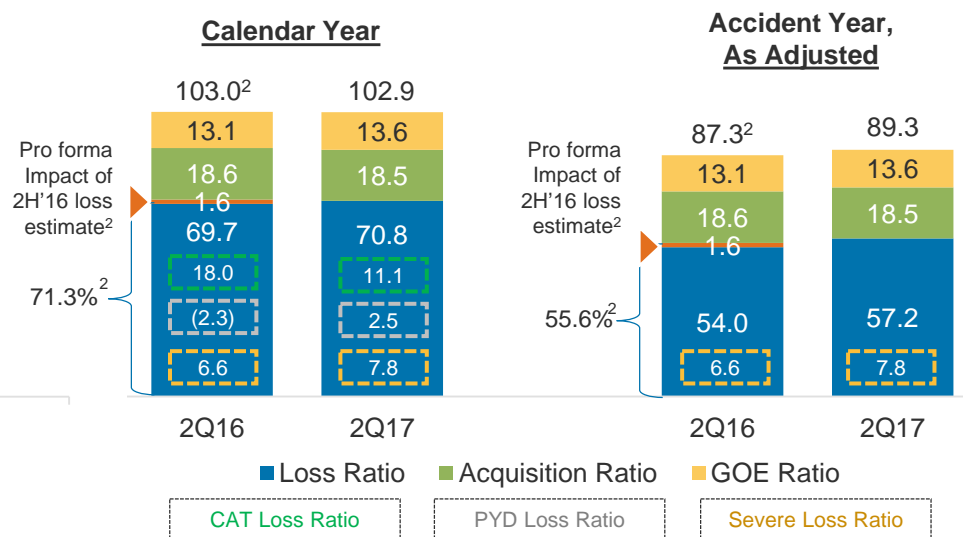 Calendar Year
Accident Year,
As Adjusted
103.0²
102.9
13.1
13.6
Pro forma
Impact of
2H’16 loss
estimate²
18.6
18.5
1.6
69.7
70.8
18.0
11.1
71.3%²
(2.3)
2.5
6.6
7.8
2Q16
2Q17
87.3²
89.3
13.1
13.6
Pro forma
Impact of
2H’16 loss
estimate²
18.6
18.5
1.6
55.6%²
54.0
57.2
6.6
7.8
2Q16
2Q17
Loss Ratio
Acquisition Ratio
GOE Ratio
CAT Loss Ratio
PYD Loss Ratio
Severe Loss Ratio